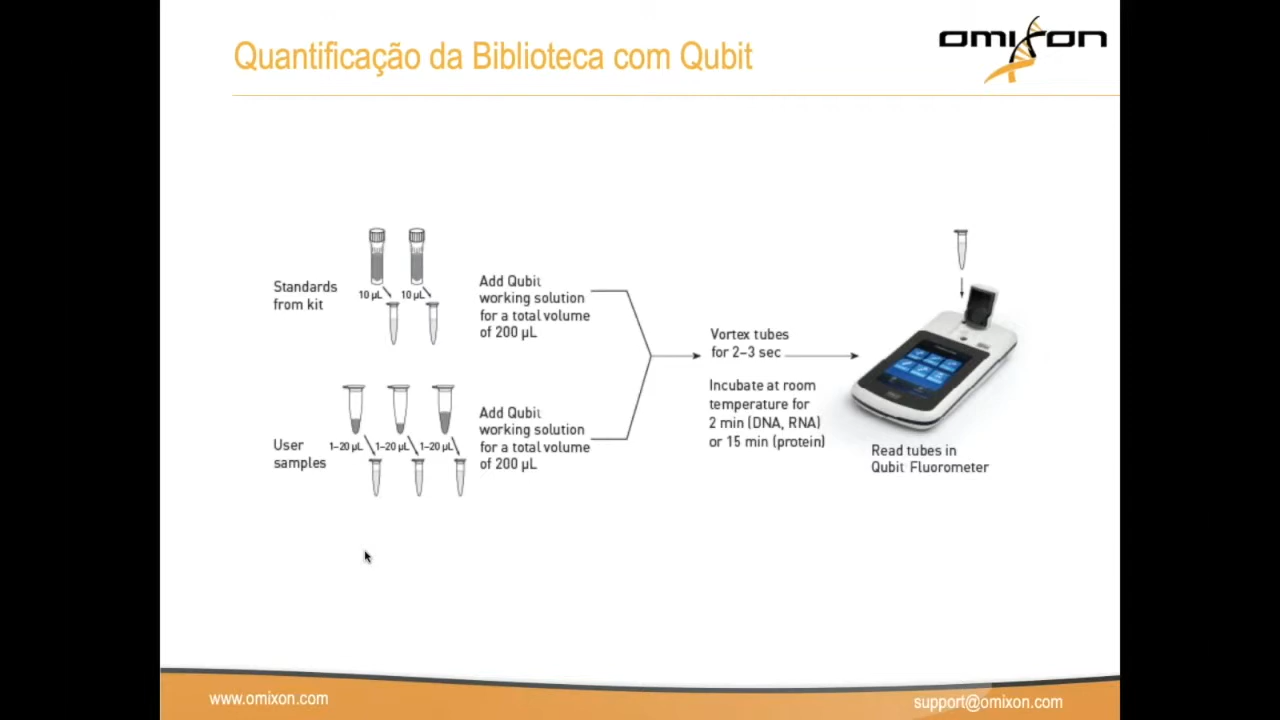 Quantificação da Biblioteca com Qubit
omixon
Standards
from kit
10 µL
10 µL
Add Qubit
working solution
for a total volume
of 200 µL
User
samples
1–20 µL
1–20 µL
1–20 µL
Add Qubit
working solution
for a total volume
of 200 µL
Vortex tubes
for 2–3 sec
Incubate at room
temperature for
2 min (DNA, RNA)
or 15 min (protein)
Read tubes in
Qubit Fluorometer
www.omixon.com
support@omixon.com